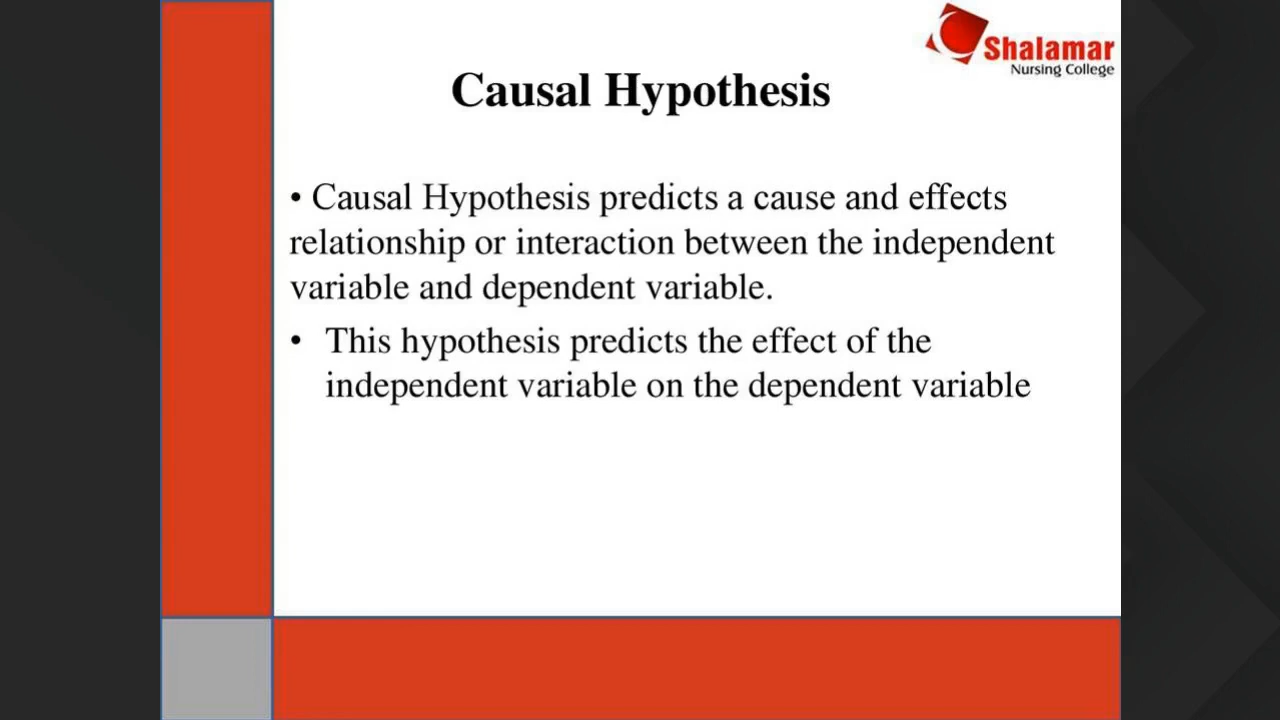 Shalamar
Nursing College
Causal Hypothesis
• Causal Hypothesis predicts a cause and effects
relationship or interaction between the independent
variable and dependent variable.
• This hypothesis predicts the effect of the
independent variable on the dependent variable